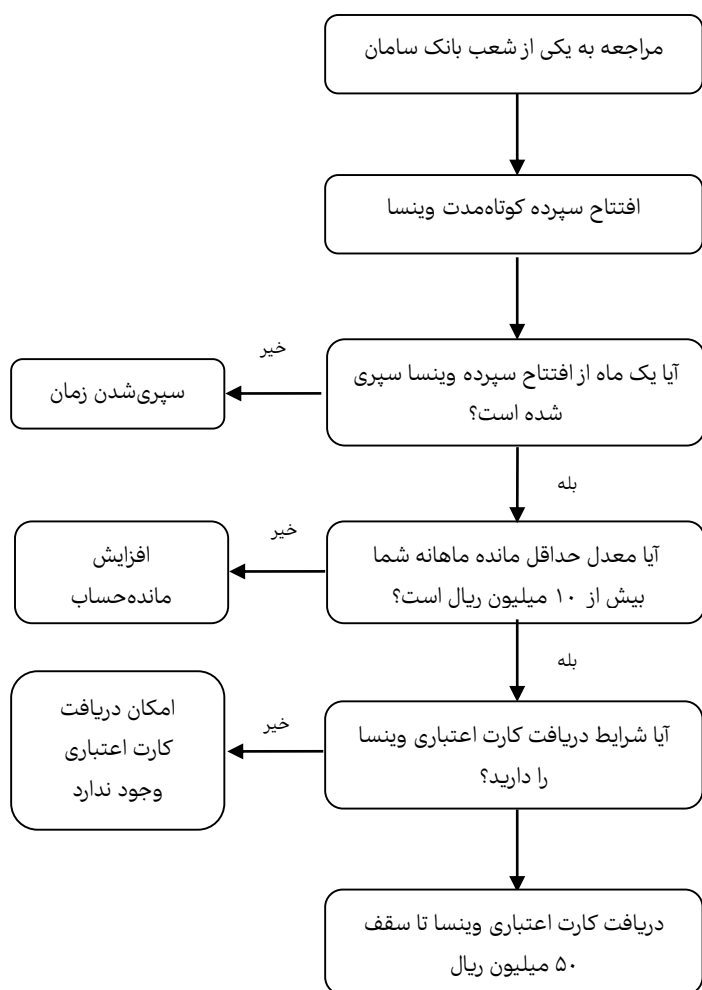 مراجعه به یکی از شعب بانک سامان
افتتاح سپرده کوتاه‌مدت وینسا
آیا یک ماه از افتتاح سپرده وینسا سپری
شده است؟
خیر
سپری‌شدن زمان
بله
آیا معدل حداقل مانده ماهانه شما
بیش از ۱۰ میلیون ریال است؟
خیر
افزایش
مانده‌حساب
بله
آیا شرایط دریافت کارت اعتباری وینسا
را دارید؟
خیر
امکان دریافت
کارت اعتباری
وجود ندارد
دریافت کارت اعتباری وینسا تا سقف
۵۰ میلیون ریال